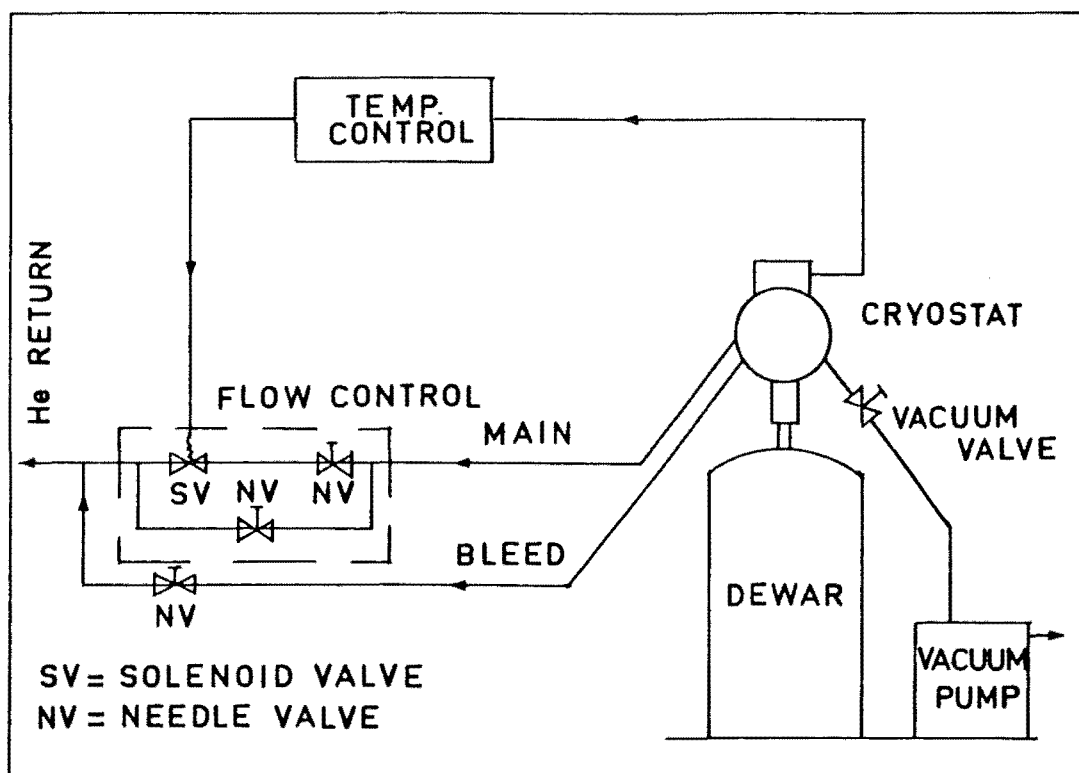 TEMP.
CONTROL
He RETURN
CRYOSTAT
FLOW CONTROL
MAIN
VACUUM
VALVE
SV
NV
NV
BLEED
NV
DEWAR
VACUUM
PUMP
SV = SOLENOID VALVE
NV = NEEDLE VALVE